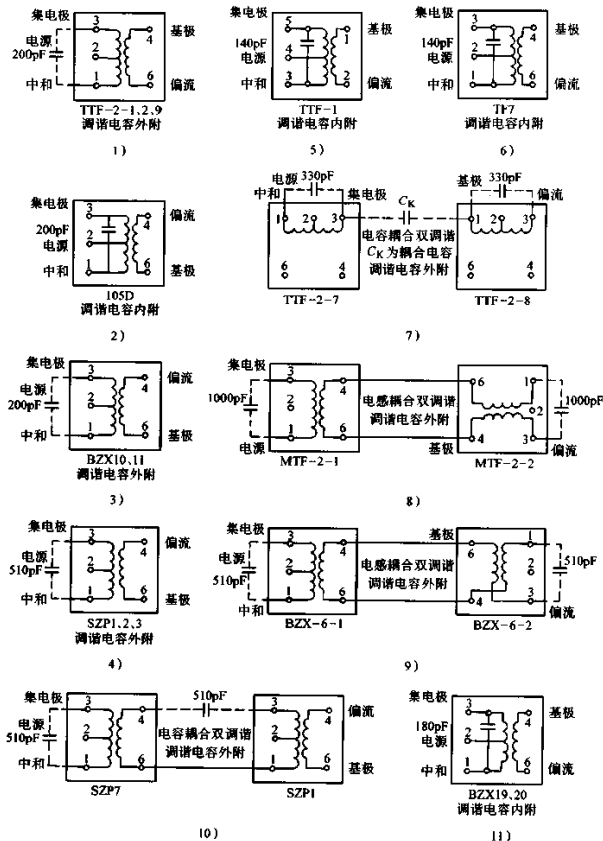 集电极
3
4
基极
电源
200pF
2
中和
1
6
偏流
TTF-2-1,2,9
调谐电容外附
1)
集电极
5
1
基极
140pF
电源
4
中和
3
2
偏流
TTF-1
调谐电容内附
5)
集电极
3
4
基极
140pF
电源
2
中和
1
6
偏流
TF7
调谐电容内附
6)
集电极
3
4
偏流
200pF
2
电源
中和
1
6
基极
105D
调谐电容内附
2)
电源
330pF
中和
集电极
1
2
3
6
4
TTF-2-7
CK
电容耦合双调谐
CK为耦合电容
调谐电容外附
330pF
基极
偏流
1
2
3
6
4
TTF-2-8
7)
集电极
3
4
偏流
电源
200pF
2
中和
1
6
基极
BZX10、11
调谐电容外附
3)
集电极
3
4
1000pF
2
电源
1
6
MTF-2-1
电感耦合双调谐
调谐电容外附
6
1
2
1000pF
基极
4
3
偏流
MTF-2-2
8)
集电极
3
4
偏流
电源
510pF
2
中和
1
6
基极
SZP1、2、3
调谐电容外附
4)
集电极
3
4
电源
510pF
2
中和
1
6
BZX-6-1
电感耦合双调谐
调谐电容外附
基极
6
1
510pF
4
3
偏流
BZX-6-2
9)
集电极
3
4
电源
510pF
2
中和
1
6
SZP7
510pF
电容耦合双调谐
调谐电容外附
3
4
偏流
2
1
6
基极
SZP1
10)
集电极
3
4
基极
180pF
2
电源
中和
1
6
偏流
BZX19、20
调谐电容内附
11)